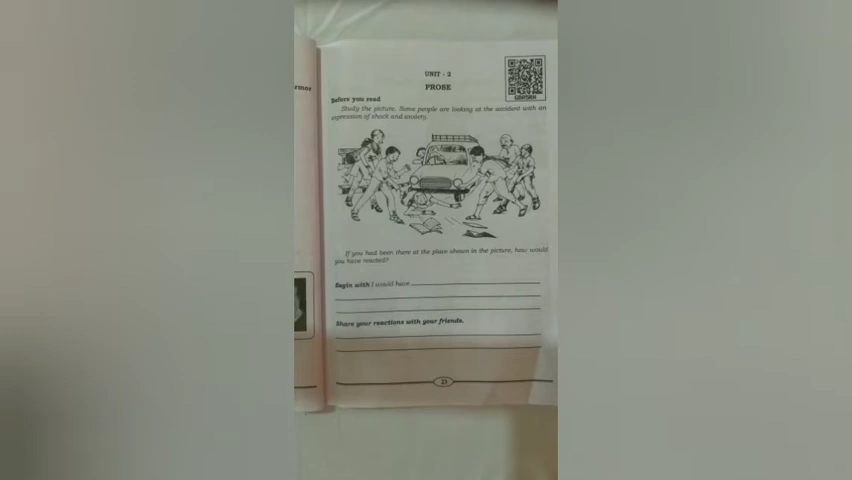 rmor
UNIT - 2
PROSE
Before you read
Study the picture. Some people are looking at the accident with an
expression of shock and anxiety.
If you had been there at the place shown in the picture, how would
you have reacted?
Begin with I would have
Share your reactions with your friends.
23